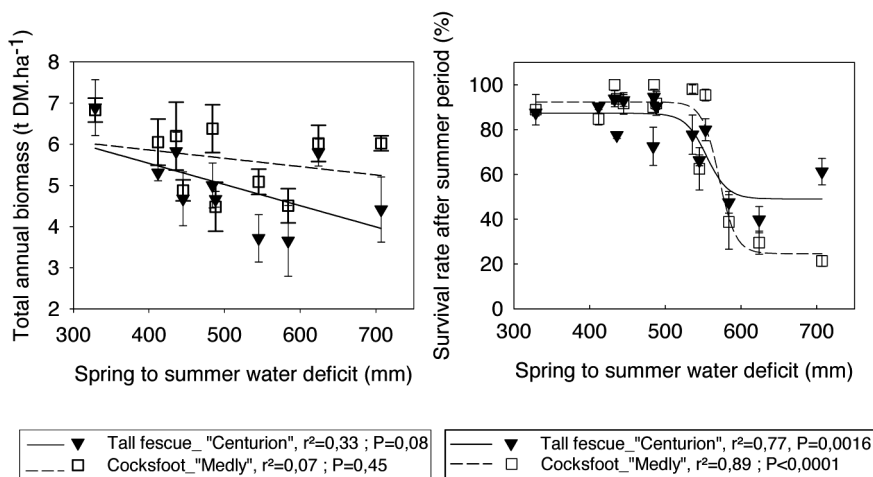 Total annual biomass (t DM.ha⁻¹)
8
7
6
5
4
3
2
300 400 500 600 700
Spring to summer water deficit (mm)
Survival rate after summer period (%)
100
80
60
40
20
0
300 400 500 600 700
Spring to summer water deficit (mm)
Tall fescue_ "Centurion", r²=0,33 ; P=0,08
Cocksfoot_"Medly", r²=0,07 ; P=0,45
Tall fescue_"Centurion", r²=0,77, P=0,0016
Cocksfoot_"Medly", r²=0,89 ; P<0,0001